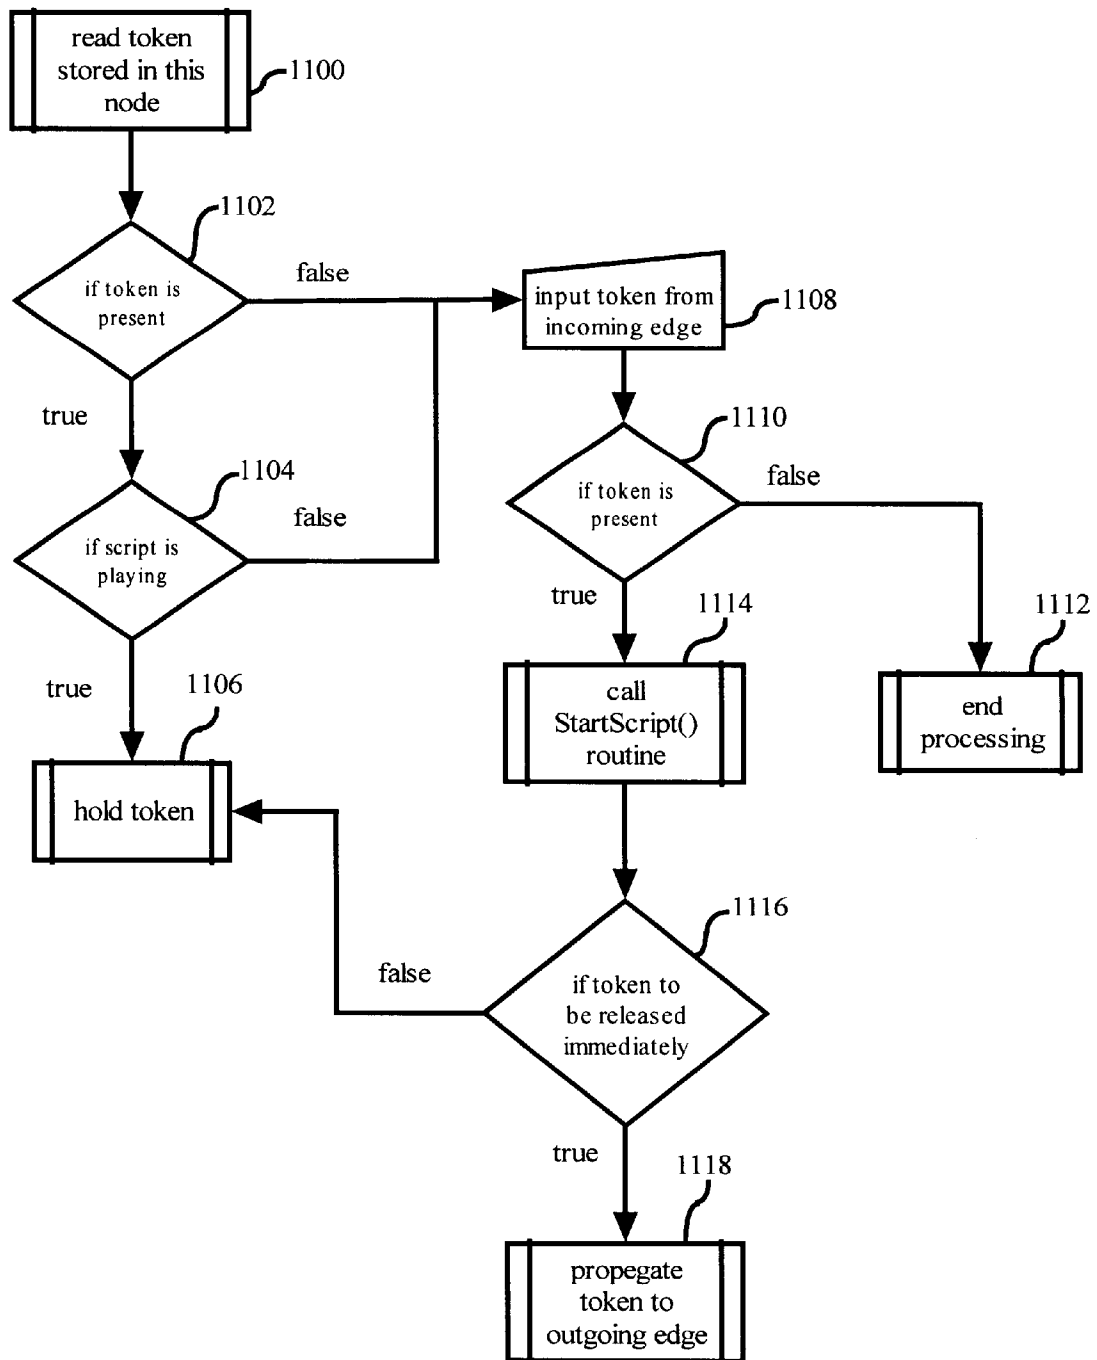 read token
stored in this
node
1100
1102
if token is
present
false
true
input token from
incoming edge
1108
1104
if script is
playing
false
true
1110
if token is
present
false
true
1106
hold token
1114
call
StartScript()
routine
1112
end
processing
1116
if token to
be released
immediately
false
true
1118
propegate
token to
outgoing edge